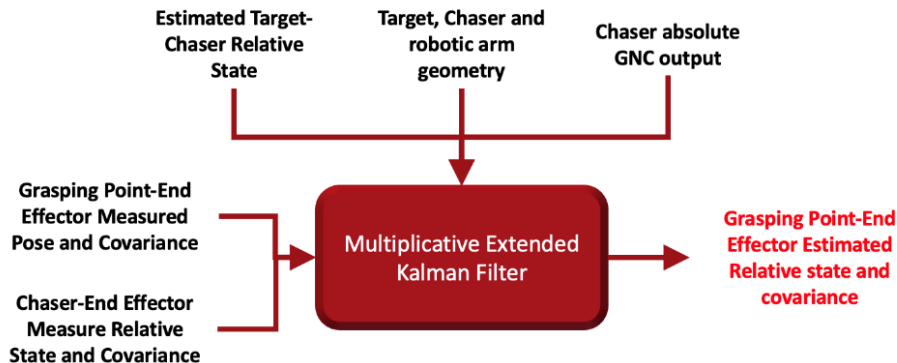 Estimated Target-
Chaser Relative
State
Target, Chaser and
robotic arm
geometry
Chaser absolute
GNC output
Grasping Point-End
Effector Measured
Pose and Covariance
Chaser-End Effector
Measure Relative
State and Covariance
Multiplicative Extended
Kalman Filter
Grasping Point-End
Effector Estimated
Relative state and
covariance